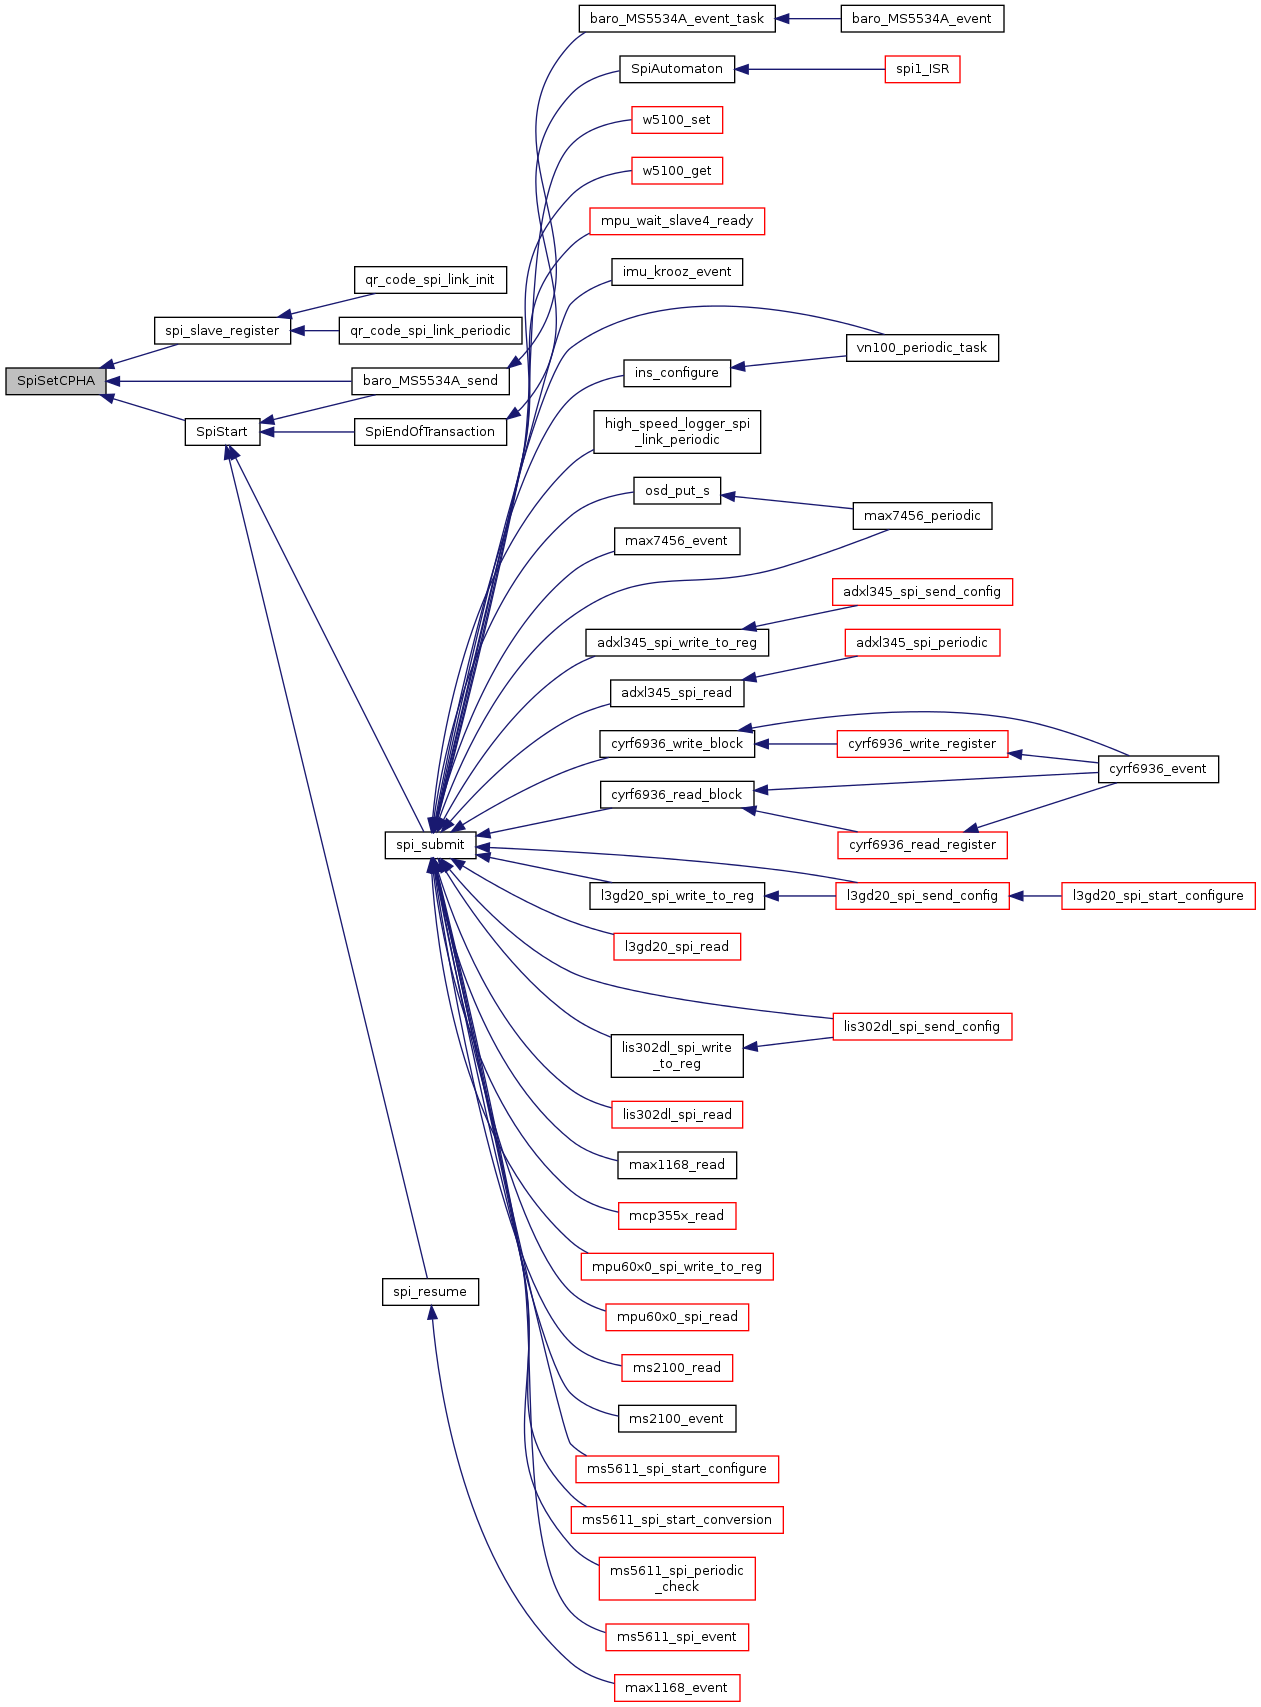 baro_MS5534A_event_task
baro_MS5534A_event
SpiAutomaton
spi1_ISR
w5100_set
w5100_get
mpu_wait_slave4_ready
imu_krooz_event
qr_code_spi_link_init
spi_slave_register
qr_code_spi_link_periodic
vn100_periodic_task
ins_configure
SpiSetCPHA
baro_MS5534A_send
high_speed_logger_spi
_link_periodic
SpiStart
SpiEndOfTransaction
osd_put_s
max7456_periodic
max7456_event
adxl345_spi_send_config
adxl345_spi_write_to_reg
adxl345_spi_periodic
adxl345_spi_read
cyrf6936_write_block
cyrf6936_write_register
cyrf6936_event
cyrf6936_read_block
spi_submit
cyrf6936_read_register
l3gd20_spi_write_to_reg
l3gd20_spi_send_config
l3gd20_spi_start_configure
l3gd20_spi_read
lis302dl_spi_send_config
lis302dl_spi_write
_to_reg
lis302dl_spi_read
max1168_read
mcp355x_read
mpu60x0_spi_write_to_reg
spi_resume
mpu60x0_spi_read
ms2100_read
ms2100_event
ms5611_spi_start_configure
ms5611_spi_start_conversion
ms5611_spi_periodic
_check
ms5611_spi_event
max1168_event